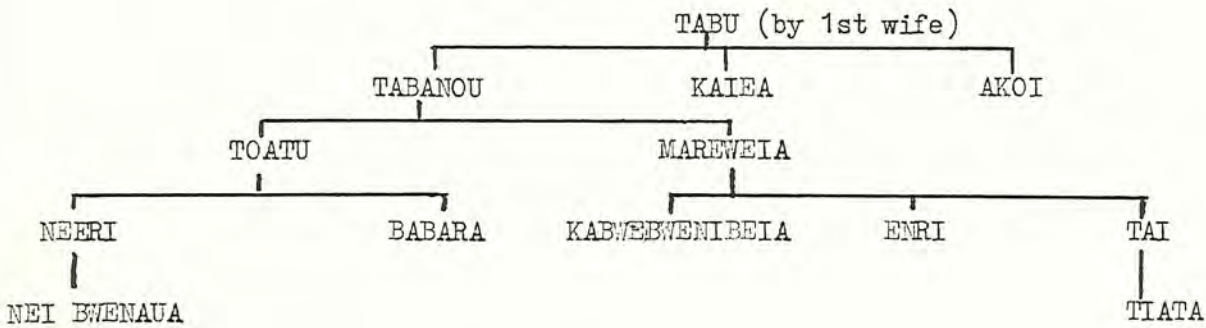 TABU (by 1st wife)
TABANOU KAIEA AKOI
TOATU MAREWEIA
NEERI BABARA KABWEBWENIBEIA ENRI TAI
NEI BWENAUA TIATA